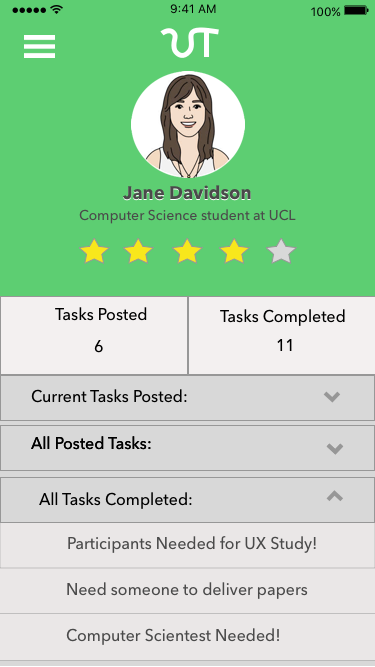 9:41 AM
100%
UT
Jane Davidson
Computer Science student at UCL
Tasks Posted
6
Tasks Completed
11
Current Tasks Posted:
All Posted Tasks:
All Tasks Completed:
Participants Needed for UX Study!
Need someone to deliver papers
Computer Scientest Needed!